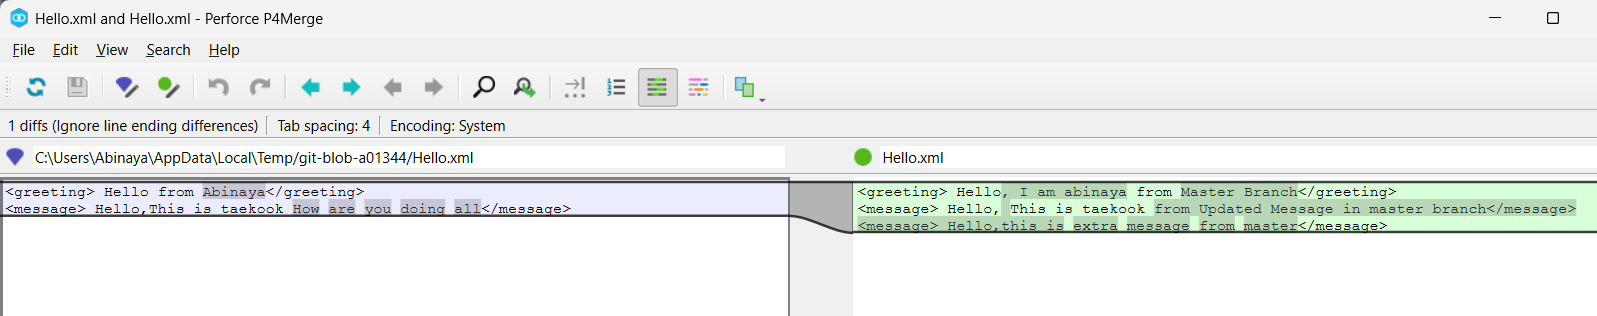 Hello.xml and Hello.xml - Perforce P4Merge
File Edit View Search Help
1 diffs (Ignore line ending differences) Tab spacing: 4 Encoding: System
C:\Users\Abinaya\AppData\Local\Temp/git-blob-a01344/Hello.xml
Hello.xml
<greeting> Hello from Abinaya</greeting>
<message> Hello,This is taekook How are you doing all</message>
<greeting> Hello, I am abinaya from Master Branch</greeting>
<message> Hello, This is taekook from Updated Message in master branch</message>
<message> Hello,this is extra message from master</message>